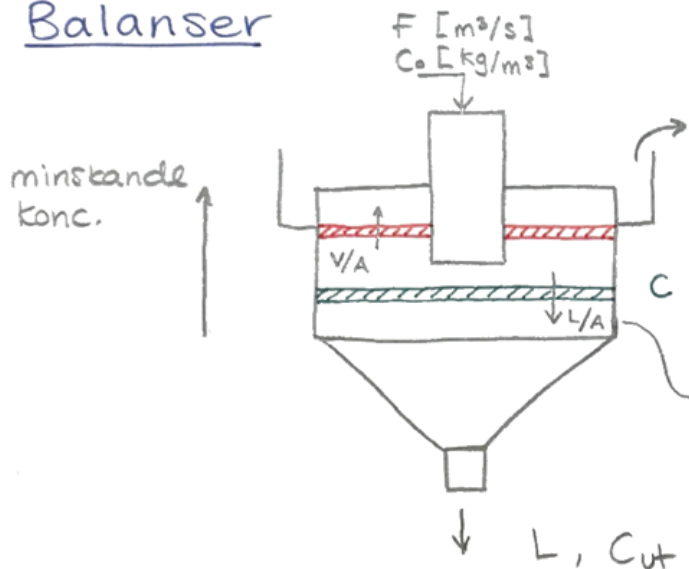 Balanser
F [m³/s]
C₀ [kg/m³]
minskande
konc.
V/A
C
L/A
L, Cut